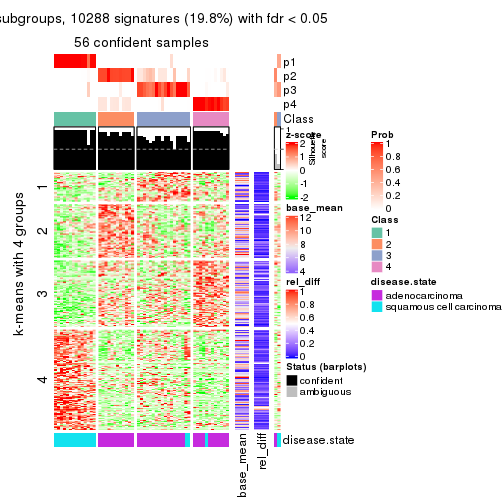 subgroups, 10288 signatures (19.8%) with fdr < 0.05
56 confident samples
p1
p2
p3
p4
Class
1
Silhouette
score
k-means with 4 groups
1
2
3
4
disease.state
base_mean
rel_diff
z-score
2
1
0
-1
-2
base_mean
12
10
8
6
4
rel_diff
1
0.8
0.6
0.4
0.2
0
Status (barplots)
confident
ambiguous
Prob
1
0.8
0.6
0.4
0.2
0
Class
1
2
3
4
disease.state
adenocarcinoma
squamous cell carcinoma